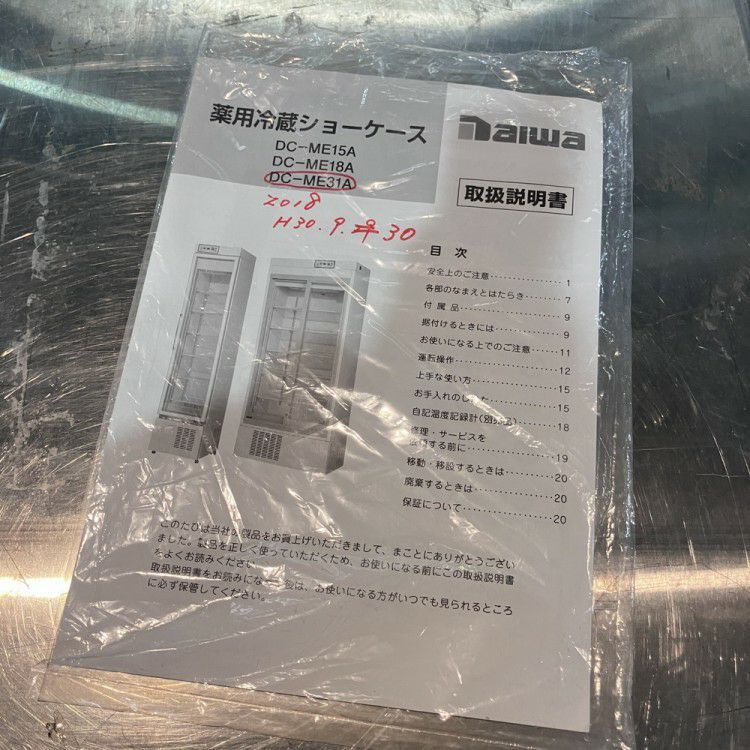 薬用冷蔵ショーケース
DC-ME15A
DC-ME18A
DC-ME31A
2018
H30.9.30
Daiwa
取扱説明書
目 次
安全上のご注意………………1
各部のなまえとはたらき………7
付 属 品………………9
据付けるときには………………9
お使いになる上でのご注意……11
運転操作………………12
上手な使い方………………15
お手入れのし た………………15
自記温度記録計(別売品)………18
修理・サービスを
依頼する前に………………19
移動・移設するときは…………20
廃棄するときは………………20
保証について………………20
このたびは当社の製品をお買上げいただきまして、まことにありがとうござい
ました。製品を正しく使っていただくため、お使いになる前にこの取扱説明書
をよくお読みください。
取扱説明書をお読みにな 後は、お使いになる方がいつでも見られるところ
に必ず保管してください。